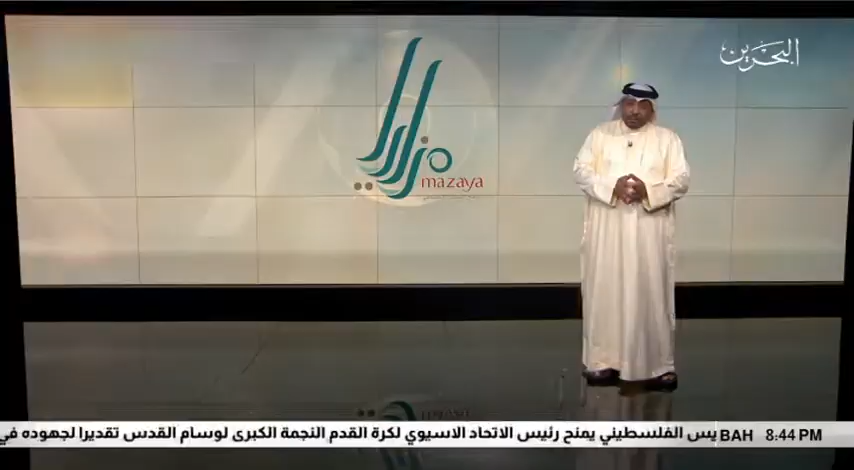 البحرين
مزايا
mazaya
يس الفلسطيني يمنح رئيس الاتحاد الاسيوي لكرة القدم النجمة الكبرى لوسام القدس تقديرا لجهوده في
BAH 8:44 PM